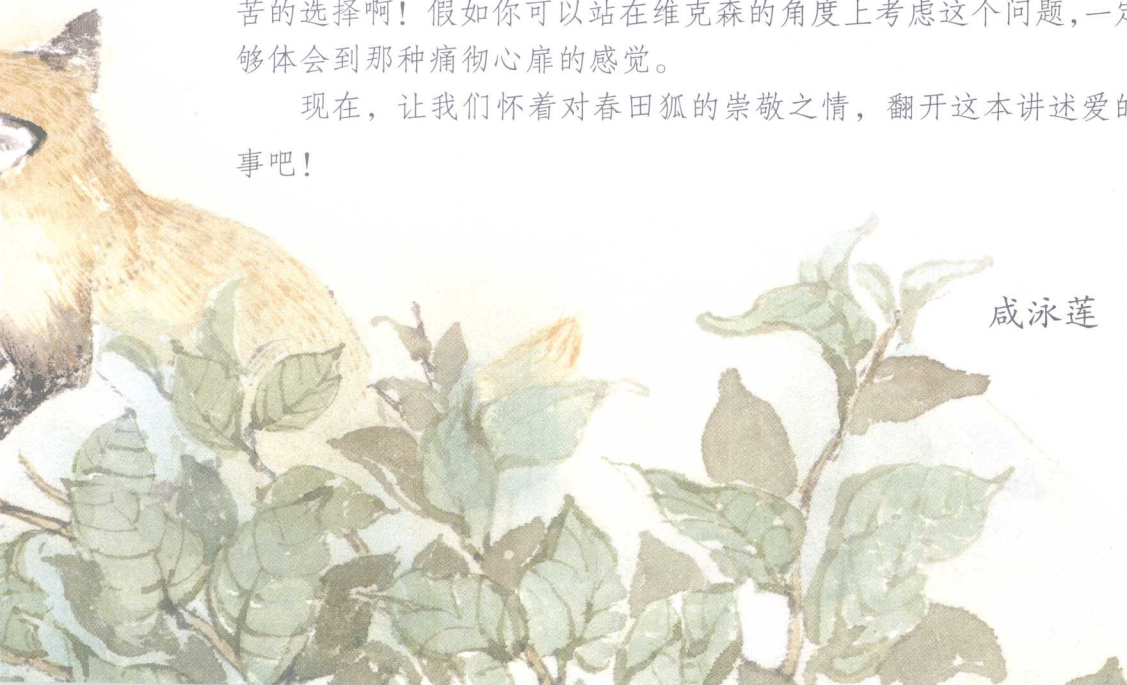 苦的选择啊！假如你可以站在维克森的角度上考虑这个问题，一定
够体会到那种痛彻心扉的感觉。
现在，让我们怀着对春田狐的崇敬之情，翻开这本讲述爱的
事吧！
咸泳莲